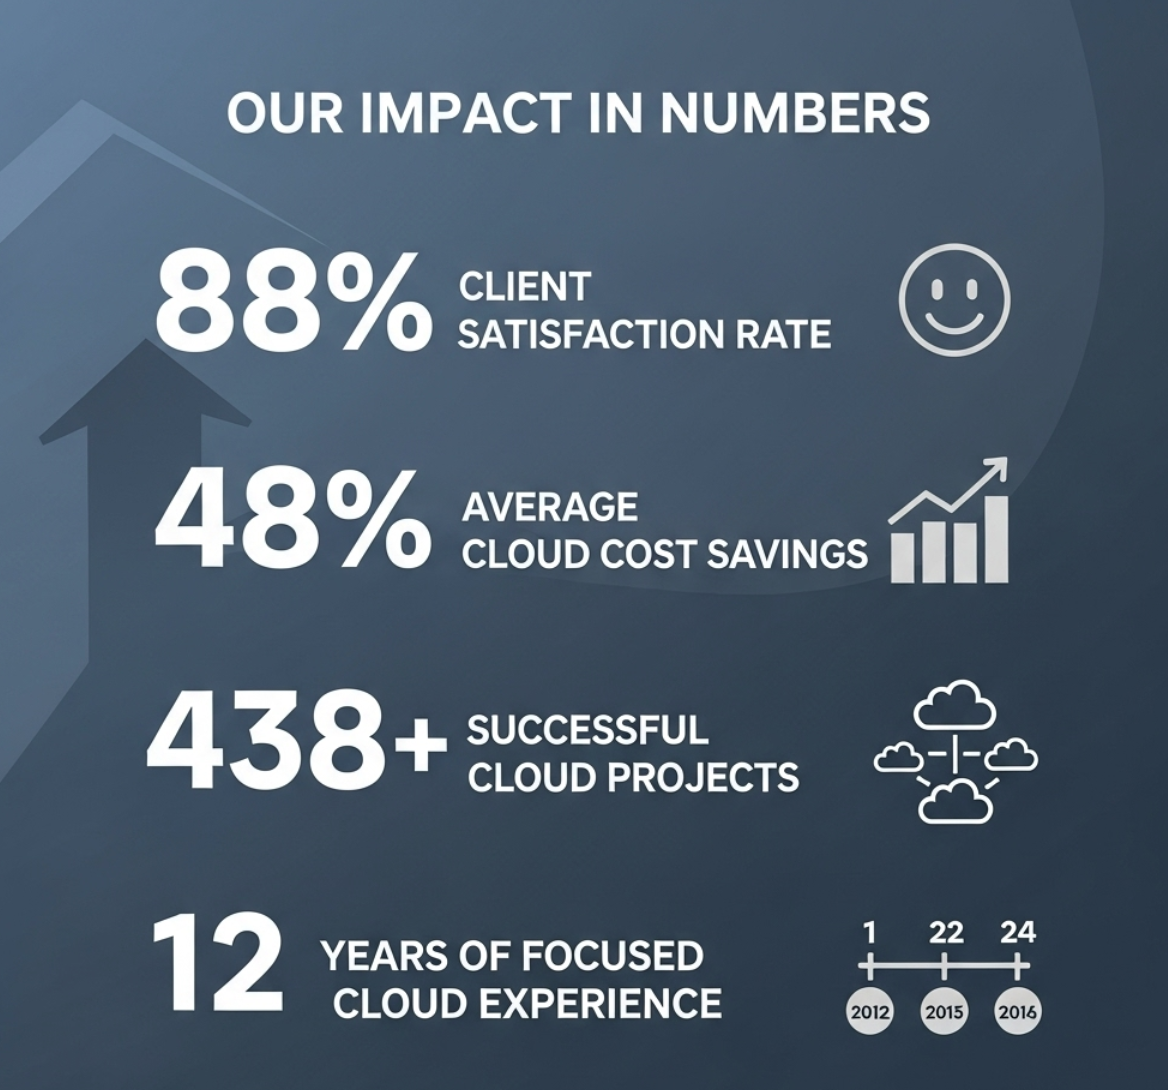 OUR IMPACT IN NUMBERS
88%
CLIENT
SATISFACTION RATE
48%
AVERAGE
CLOUD COST SAVINGS
438+
SUCCESSFUL
CLOUD PROJECTS
12
YEARS OF FOCUSED
CLOUD EXPERIENCE
1 22 24
2012 2015 2016